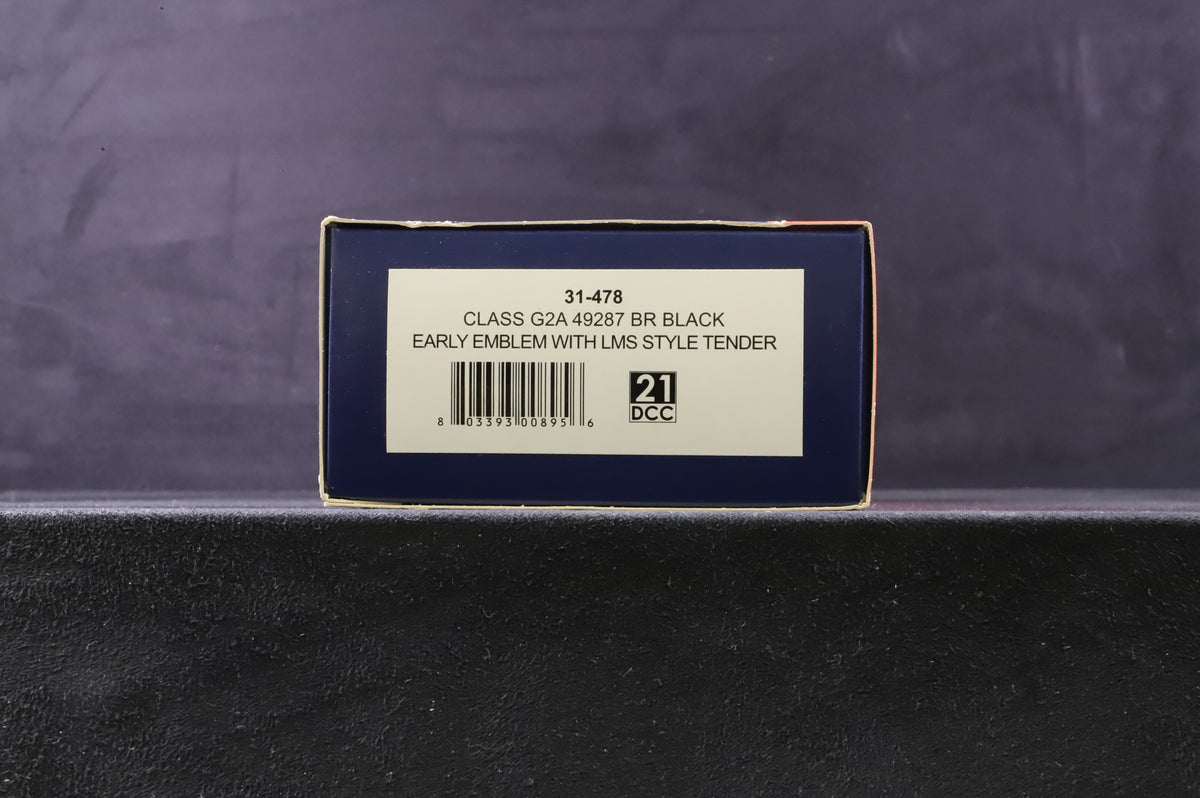 31-478
CLASS G2A 49287 BR BLACK
EARLY EMBLEM WITH LMS STYLE TENDER
8 03393 00895 6
21
DCC